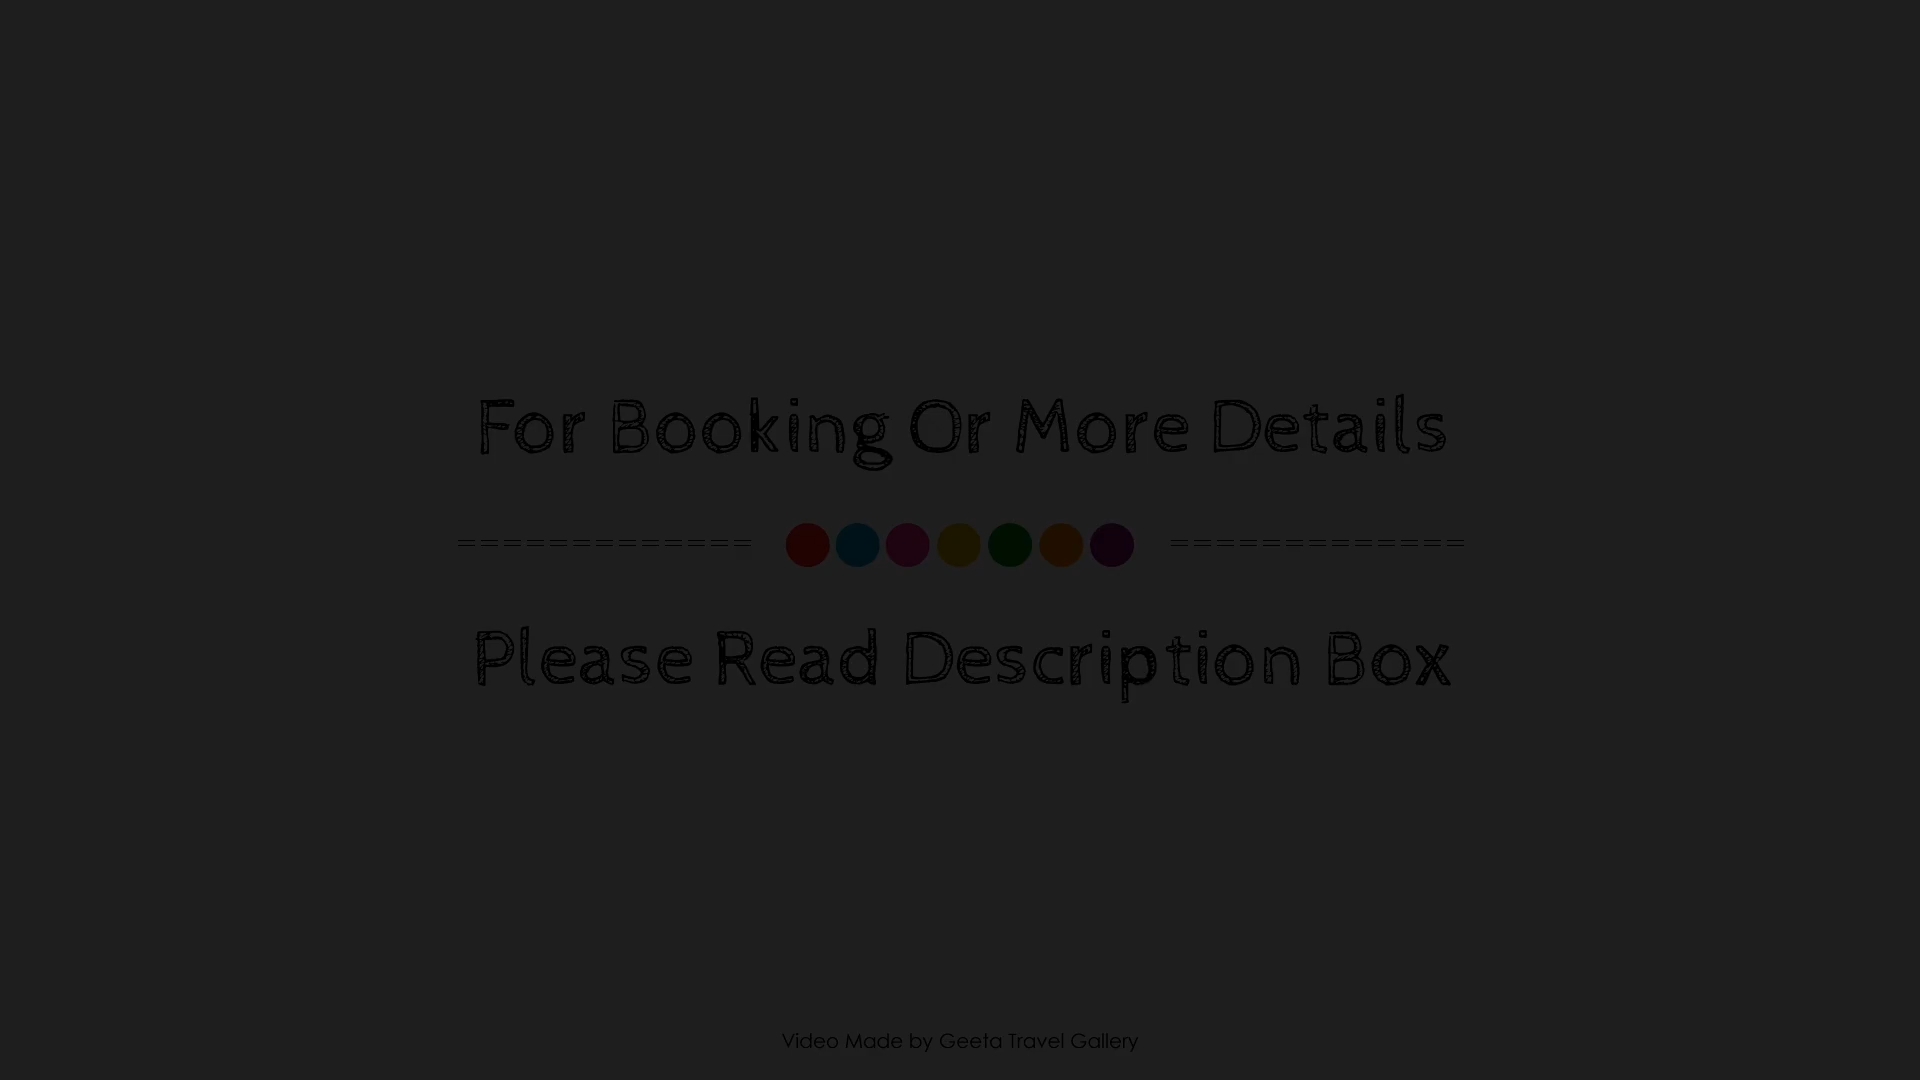 For Booking Or More Details
============= =============
Please Read Description Box
Video Made by Geeta Travel Gallery